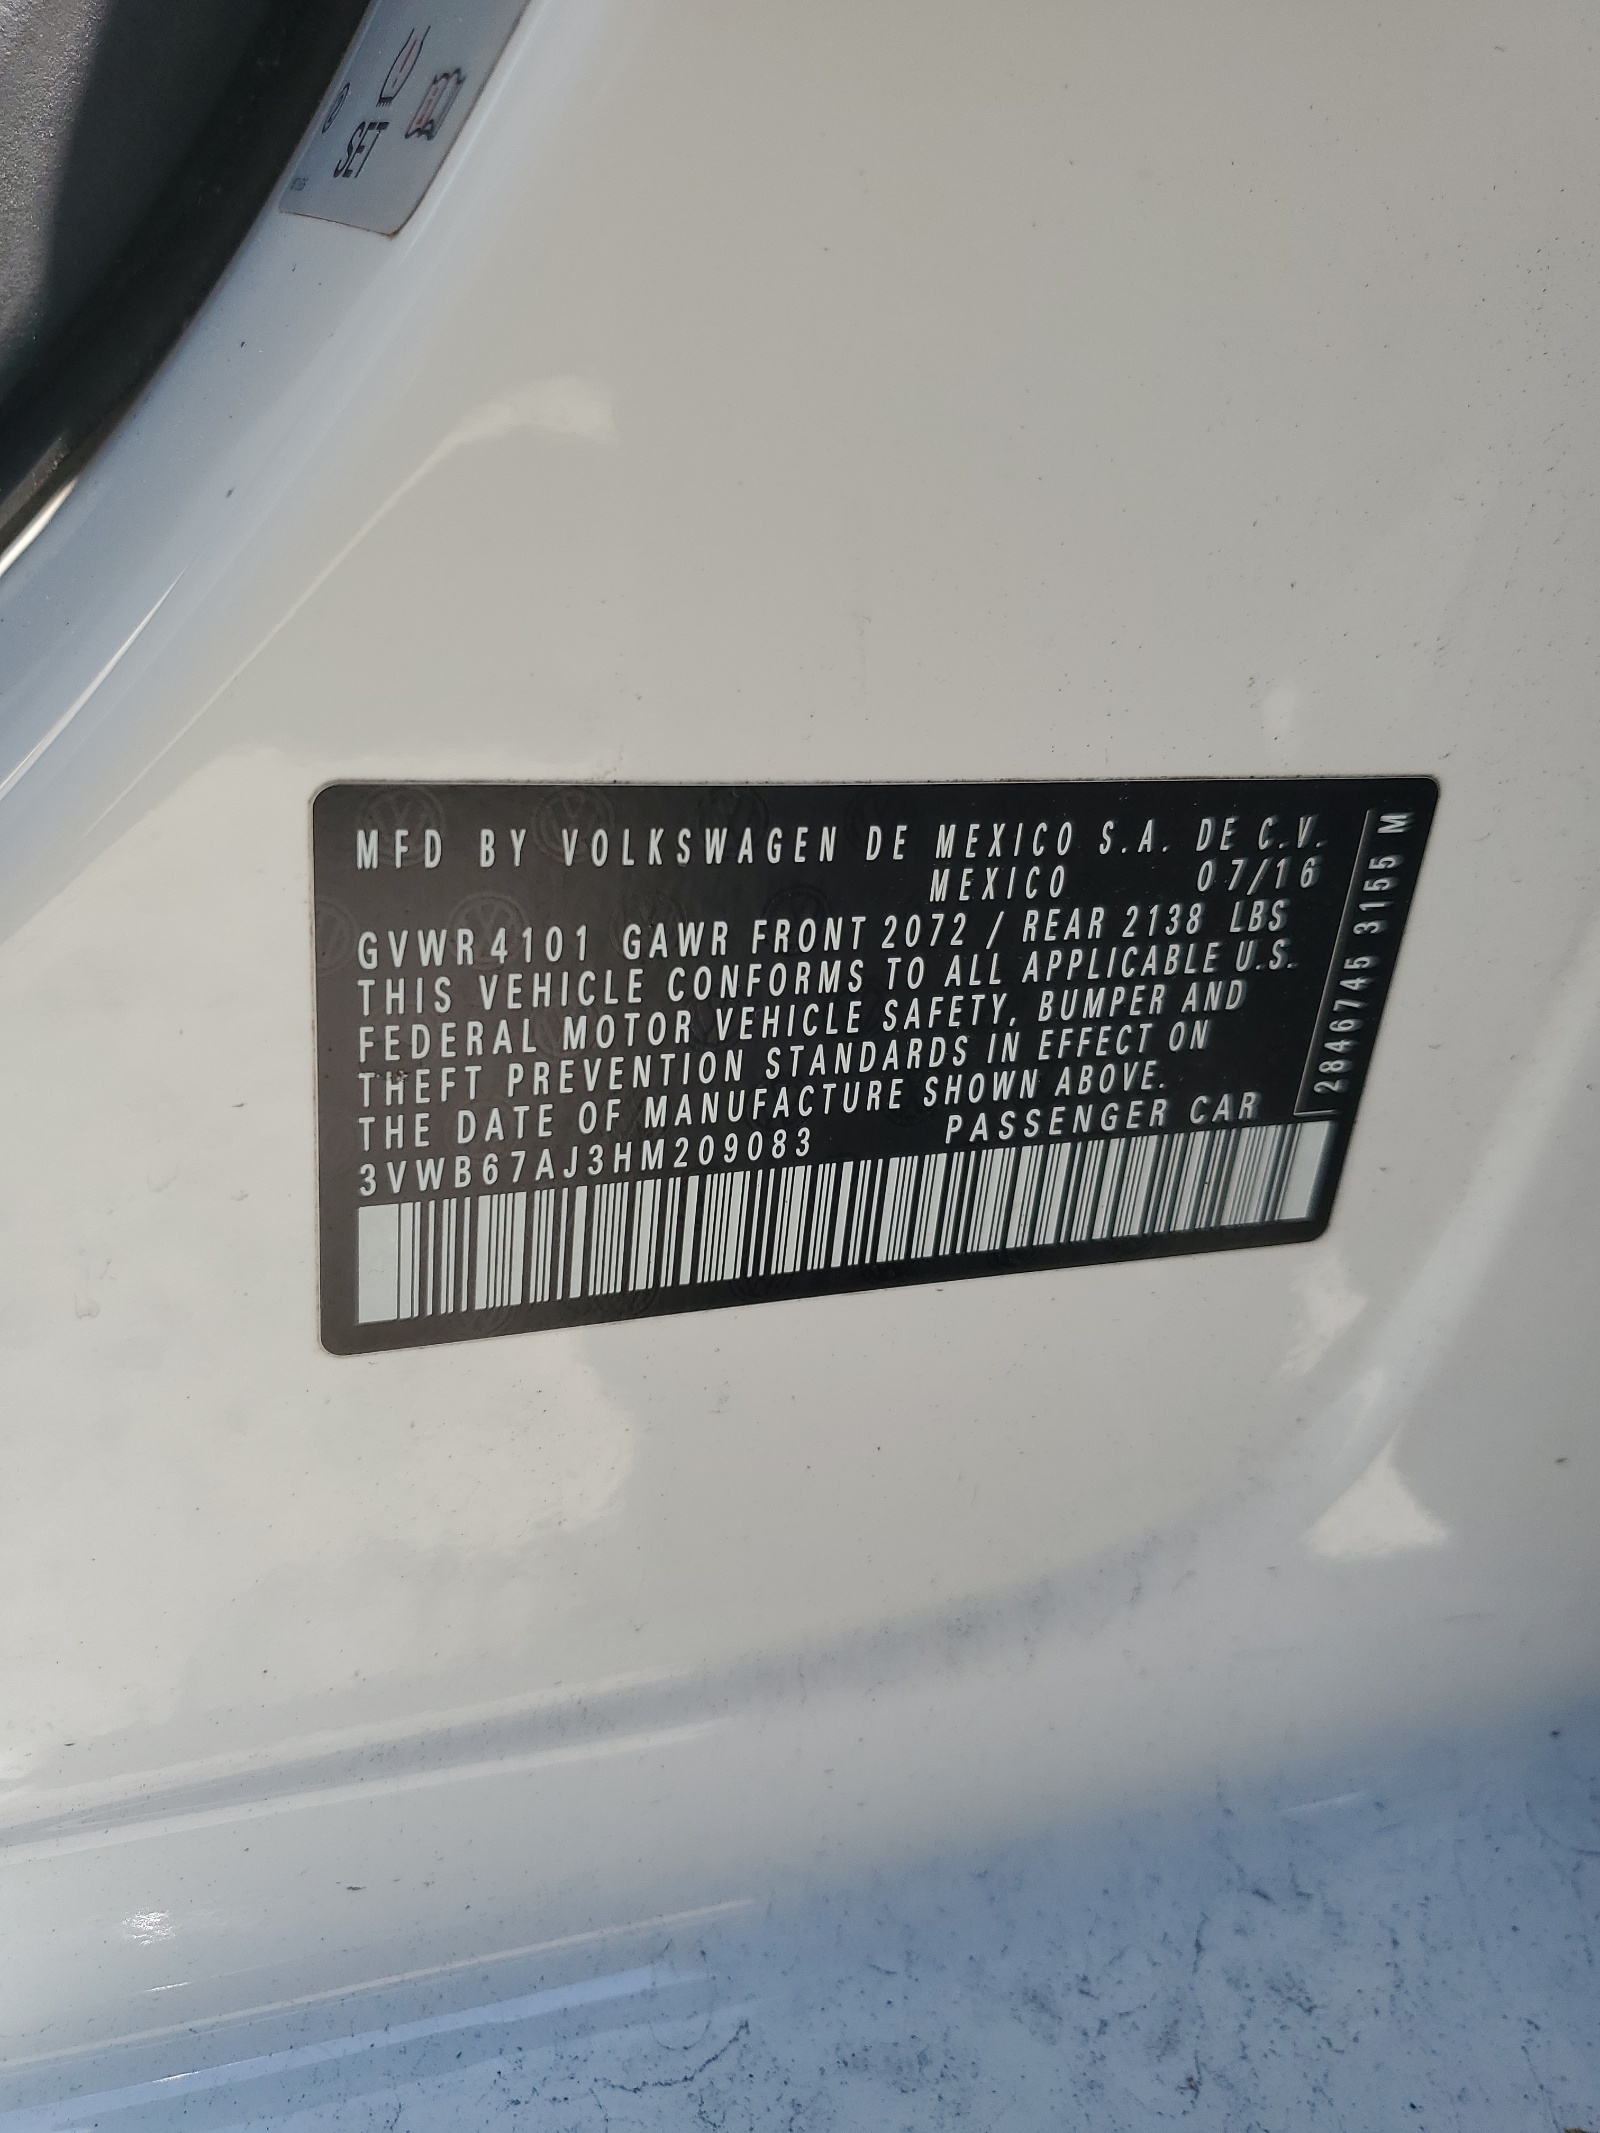 SET
MFD BY VOLKSWAGEN DE MEXICO S.A. DE C.V.
MEXICO 07/16
GVWR 4101 GAWR FRONT 2072 / REAR 2138 LBS
THIS VEHICLE CONFORMS TO ALL APPLICABLE U.S.
FEDERAL MOTOR VEHICLE SAFETY, BUMPER AND
THEFT PREVENTION STANDARDS IN EFFECT ON
THE DATE OF MANUFACTURE SHOWN ABOVE.
3VWB67AJ3HM209083 PASSENGER CAR
2846745 3155 M